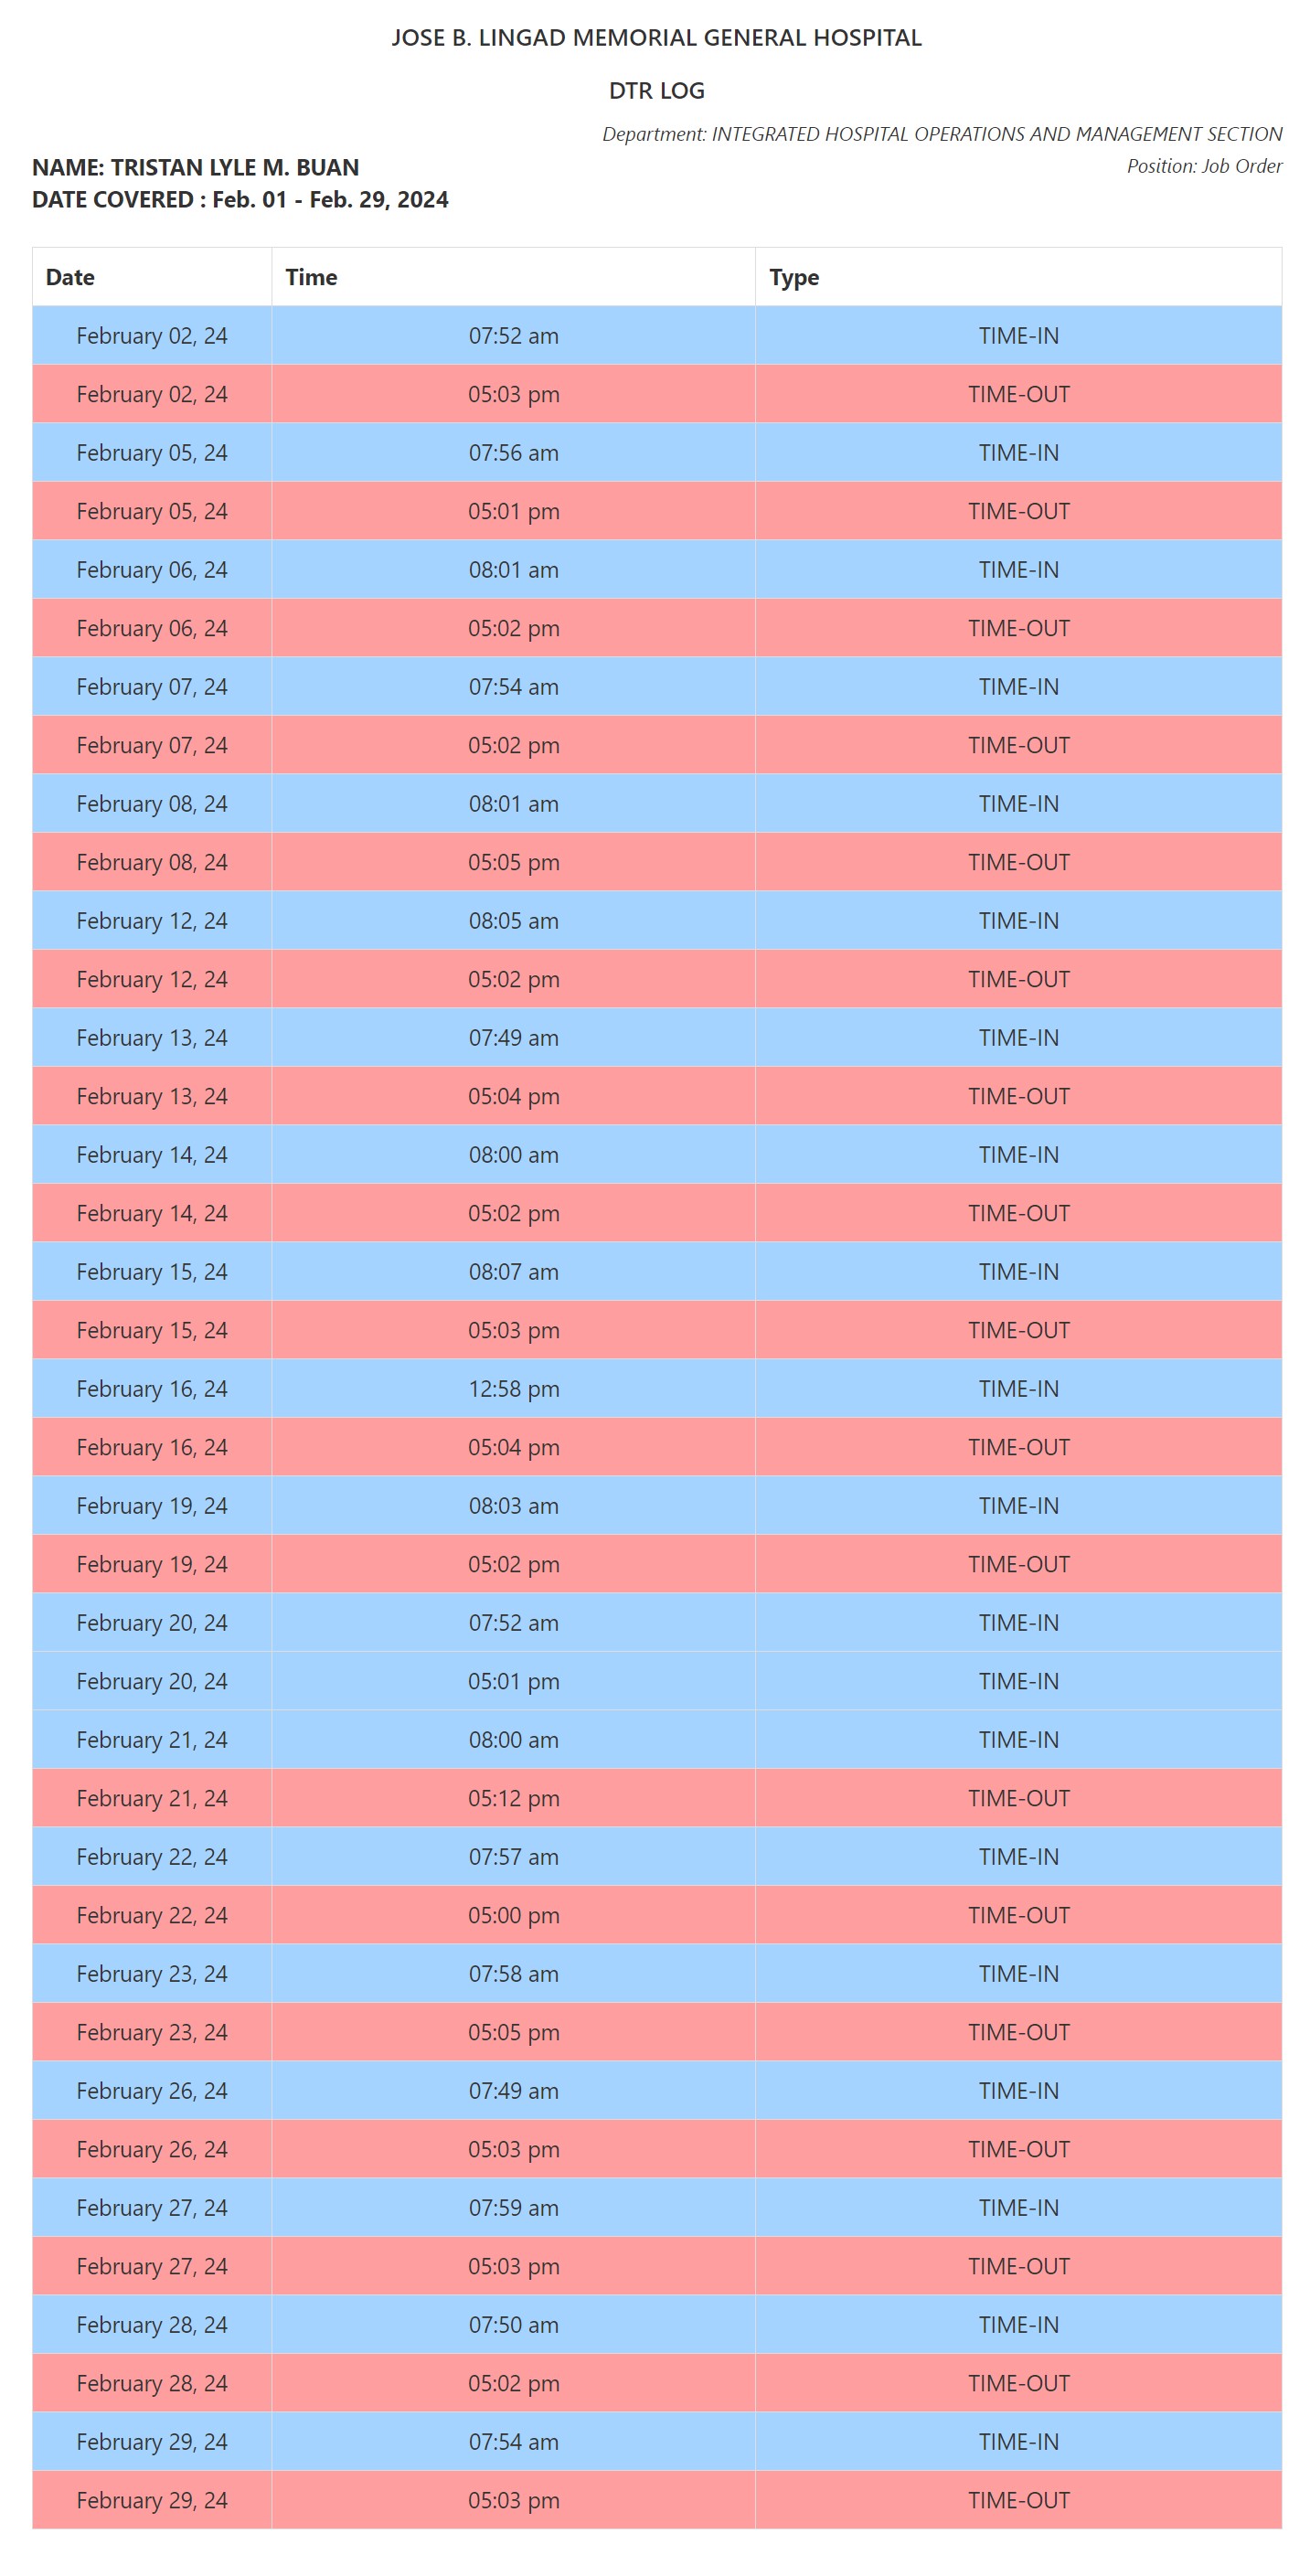 JOSE B. LINGAD MEMORIAL GENERAL HOSPITAL
DTR LOG
Department: INTEGRATED HOSPITAL OPERATIONS AND MANAGEMENT SECTION
NAME: TRISTAN LYLE M. BUAN Position: Job Order
DATE COVERED : Feb. 01 - Feb. 29, 2024
Date Time Type
February 02, 24 07:52 am TIME-IN
February 02, 24 05:03 pm TIME-OUT
February 05, 24 07:56 am TIME-IN
February 05, 24 05:01 pm TIME-OUT
February 06, 24 08:01 am TIME-IN
February 06, 24 05:02 pm TIME-OUT
February 07, 24 07:54 am TIME-IN
February 07, 24 05:02 pm TIME-OUT
February 08, 24 08:01 am TIME-IN
February 08, 24 05:05 pm TIME-OUT
February 12, 24 08:05 am TIME-IN
February 12, 24 05:02 pm TIME-OUT
February 13, 24 07:49 am TIME-IN
February 13, 24 05:04 pm TIME-OUT
February 14, 24 08:00 am TIME-IN
February 14, 24 05:02 pm TIME-OUT
February 15, 24 08:07 am TIME-IN
February 15, 24 05:03 pm TIME-OUT
February 16, 24 12:58 pm TIME-IN
February 16, 24 05:04 pm TIME-OUT
February 19, 24 08:03 am TIME-IN
February 19, 24 05:02 pm TIME-OUT
February 20, 24 07:52 am TIME-IN
February 20, 24 05:01 pm TIME-IN
February 21, 24 08:00 am TIME-IN
February 21, 24 05:12 pm TIME-OUT
February 22, 24 07:57 am TIME-IN
February 22, 24 05:00 pm TIME-OUT
February 23, 24 07:58 am TIME-IN
February 23, 24 05:05 pm TIME-OUT
February 26, 24 07:49 am TIME-IN
February 26, 24 05:03 pm TIME-OUT
February 27, 24 07:59 am TIME-IN
February 27, 24 05:03 pm TIME-OUT
February 28, 24 07:50 am TIME-IN
February 28, 24 05:02 pm TIME-OUT
February 29, 24 07:54 am TIME-IN
February 29, 24 05:03 pm TIME-OUT